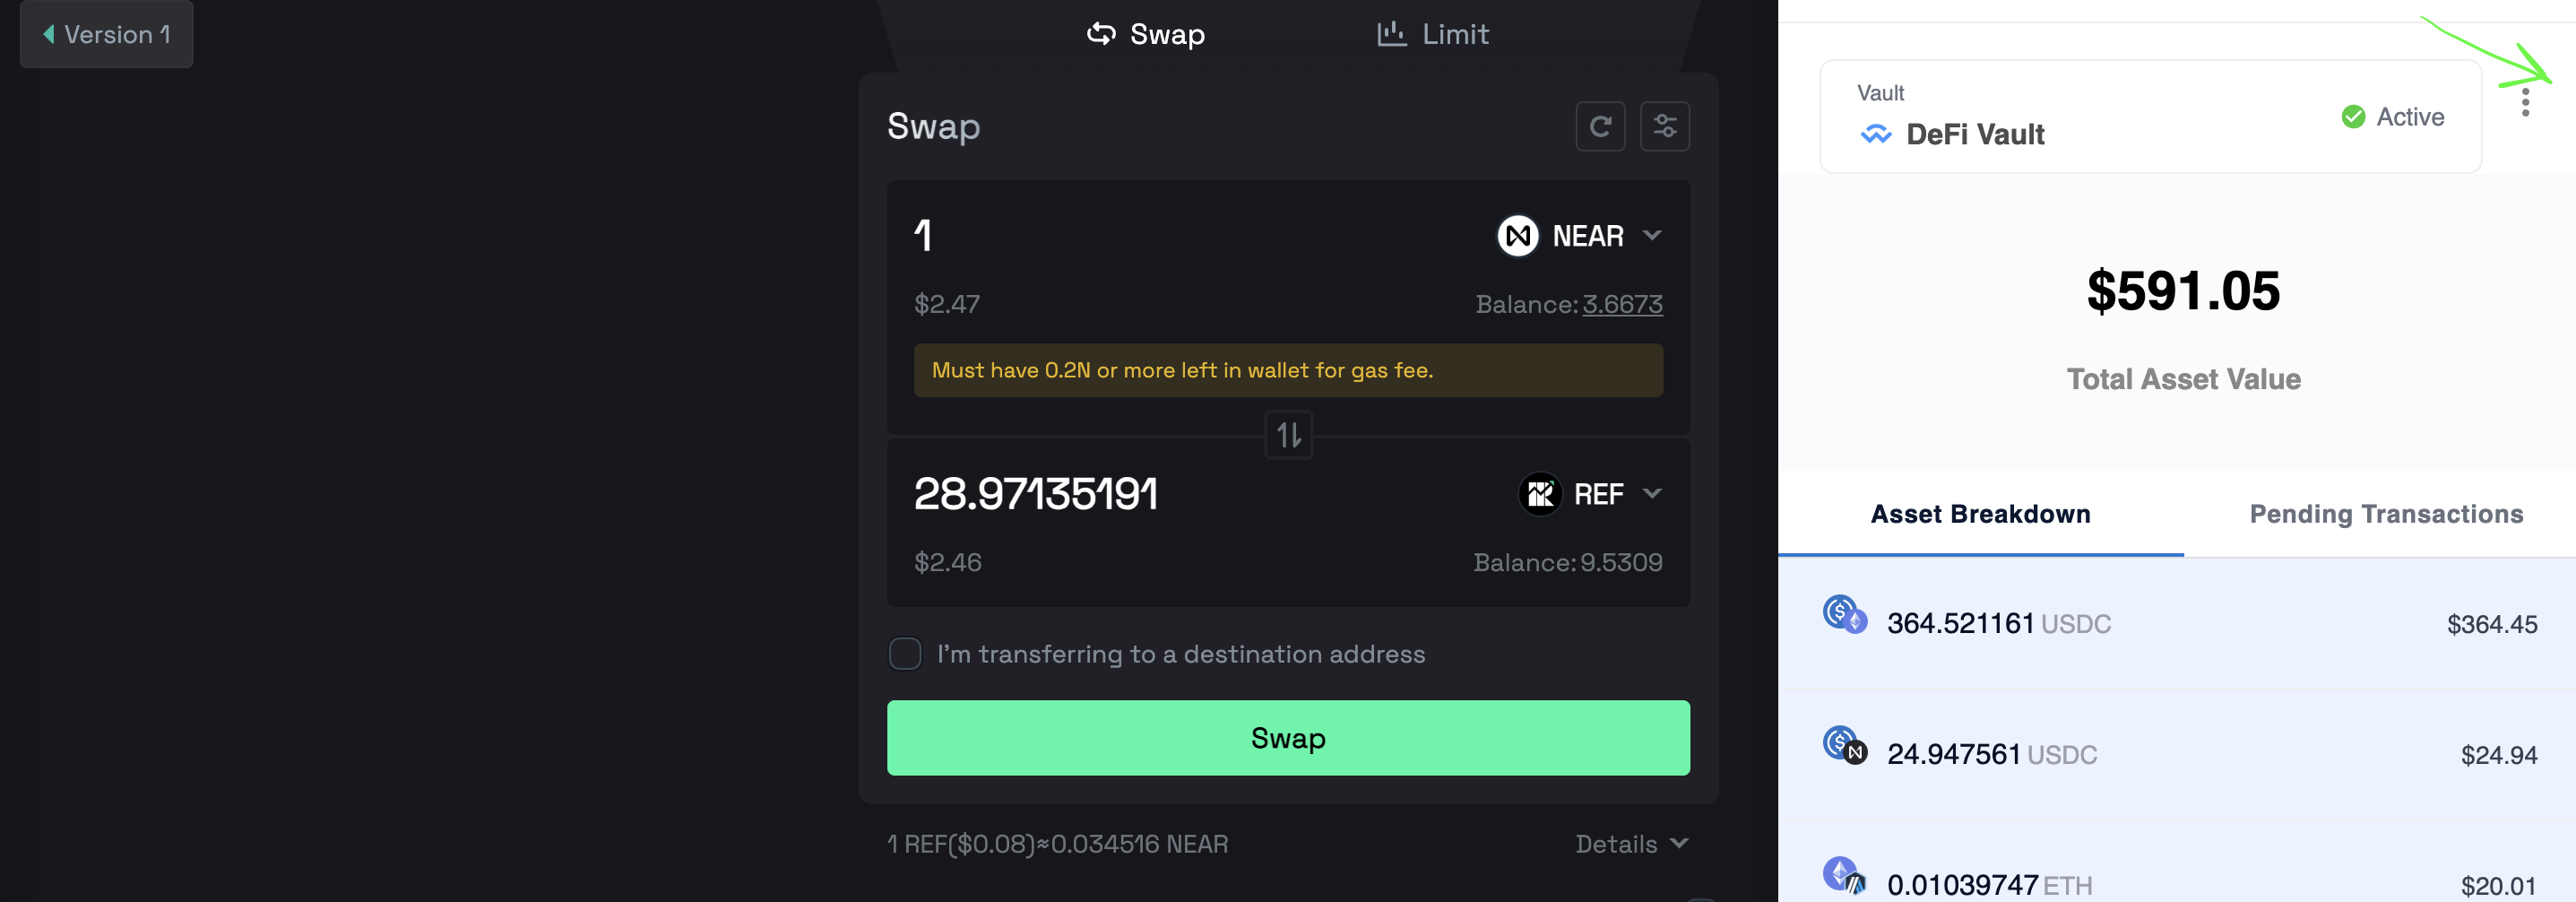 Version 1
Swap
Limit
Swap
1
NEAR
$2.47
Balance: 3.6673
Must have 0.2N or more left in wallet for gas fee.
28.97135191
REF
$2.46
Balance: 9.5309
I'm transferring to a destination address
Swap
1 REF($0.08)≈0.034516 NEAR
Details
Vault
DeFi Vault
Active
$591.05
Total Asset Value
Asset Breakdown
Pending Transactions
364.521161 USDC
$364.45
24.947561 USDC
$24.94
0.01039747 ETH
$20.01